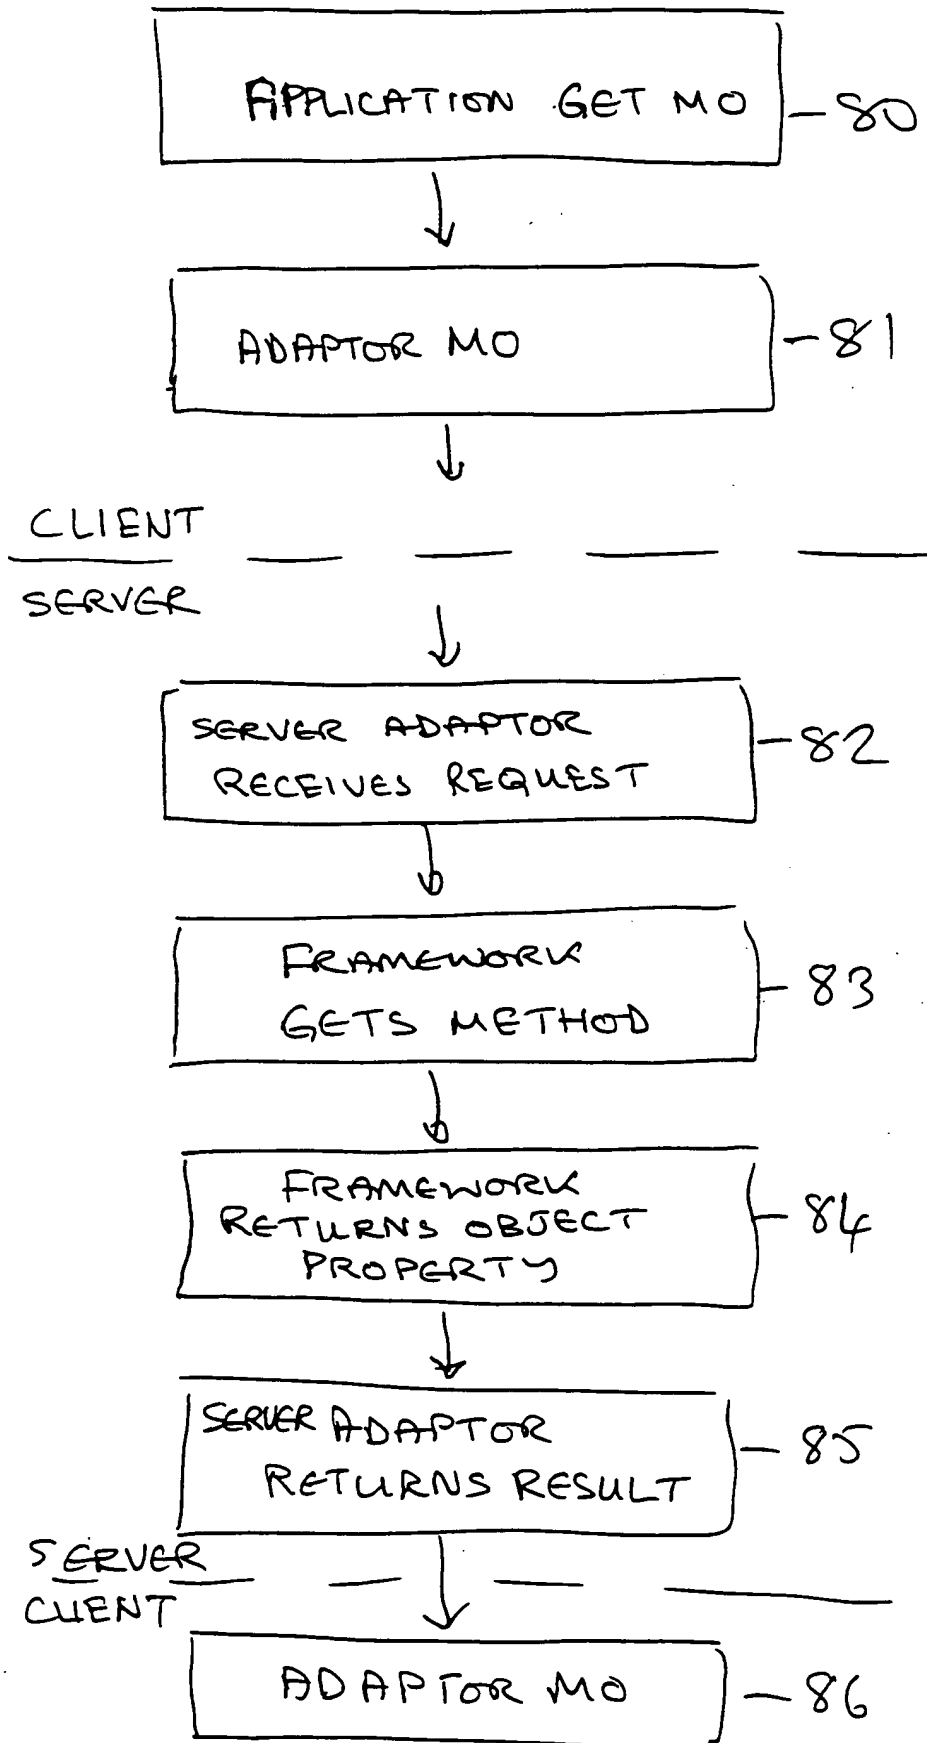 APPLICATION GET MO - 80
ADAPTOR MO - 81
CLIENT
SERVER
SERVER ADAPTOR - 82
RECEIVES REQUEST
FRAMEWORK - 83
GETS METHOD
FRAMEWORK
RETURNS OBJECT - 84
PROPERTY
SERVER ADAPTOR - 85
RETURNS RESULT
SERVER
CLIENT
ADAPTOR MO - 86